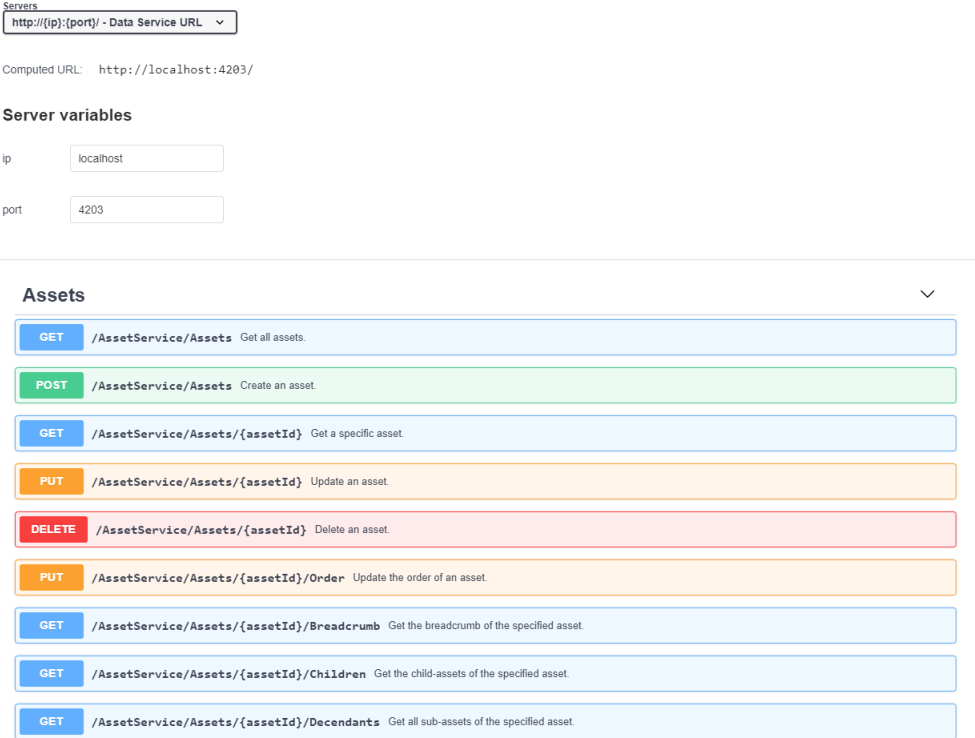 Servers
http://{ip}:{port}/ - Data Service URL
Computed URL: http://localhost:4203/
Server variables
ip localhost
port 4203
Assets
GET /AssetService/Assets Get all assets.
POST /AssetService/Assets Create an asset.
GET /AssetService/Assets/{assetId} Get a specific asset.
PUT /AssetService/Assets/{assetId} Update an asset.
DELETE /AssetService/Assets/{assetId} Delete an asset.
PUT /AssetService/Assets/{assetId}/Order Update the order of an asset.
GET /AssetService/Assets/{assetId}/Breadcrumb Get the breadcrumb of the specified asset.
GET /AssetService/Assets/{assetId}/Children Get the child-assets of the specified asset.
GET /AssetService/Assets/{assetId}/Decendants Get all sub-assets of the specified asset.